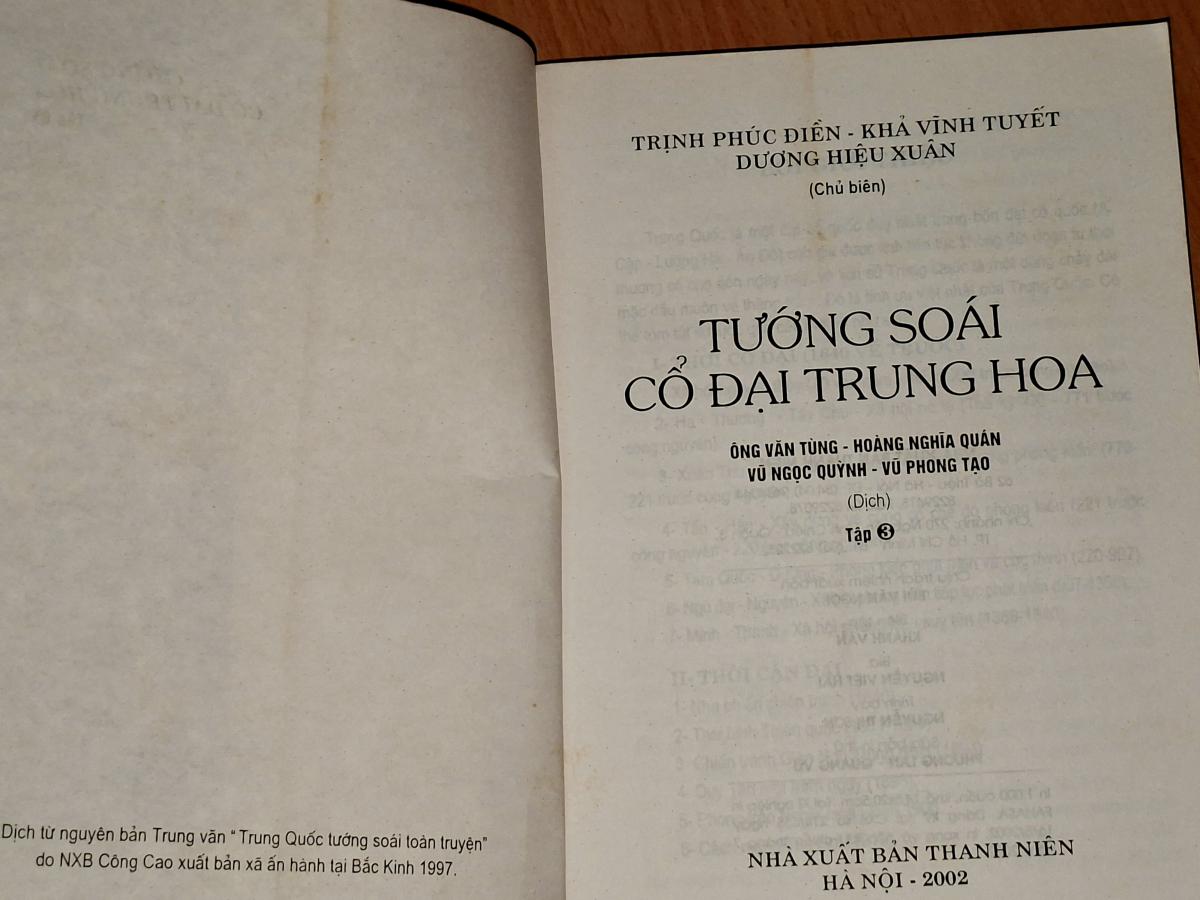 Dịch từ nguyên bản Trung văn “Trung Quốc tướng soái toàn truyện”
do NXB Công Cao xuất bản xã ấn hành tại Bắc Kinh 1997.
TRỊNH PHÚC ĐIỀN - KHẢ VĨNH TUYẾT
DƯƠNG HIỆU XUÂN
(Chủ biên)
TƯỚNG SOÁI
CỔ ĐẠI TRUNG HOA
ÔNG VĂN TÙNG - HOÀNG NGHĨA QUÁN
VŨ NGỌC QUỲNH - VŨ PHONG TẠO
(Dịch)
Tập ❸
NHÀ XUẤT BẢN THANH NIÊN
HÀ NỘI - 2002